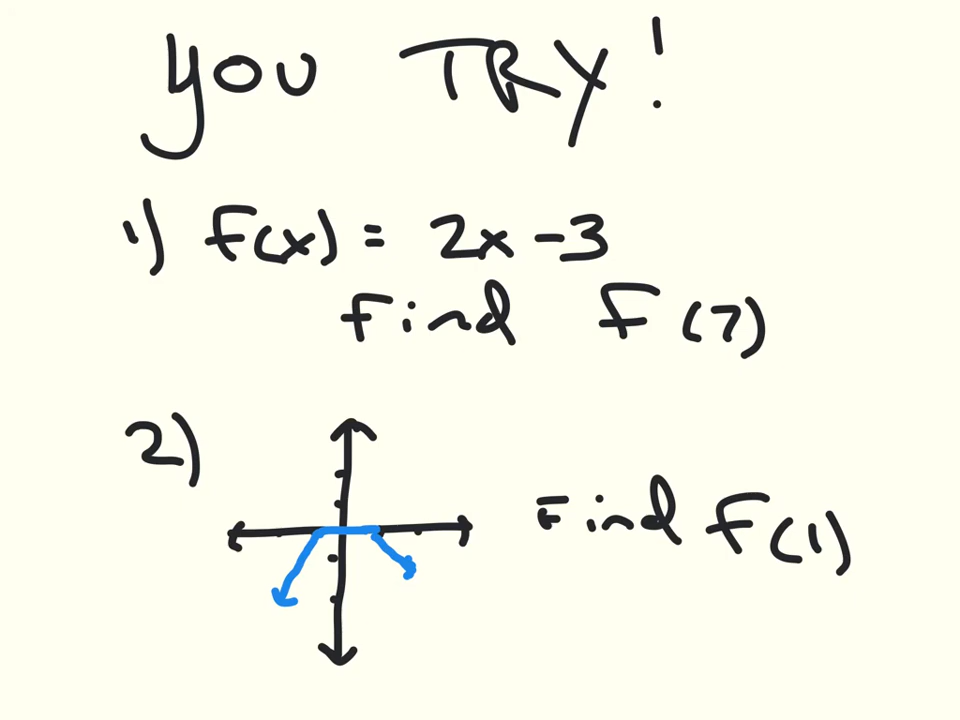 YOU TRY!
1) f(x) = 2x - 3
Find f(7)
2)
Find f(1)